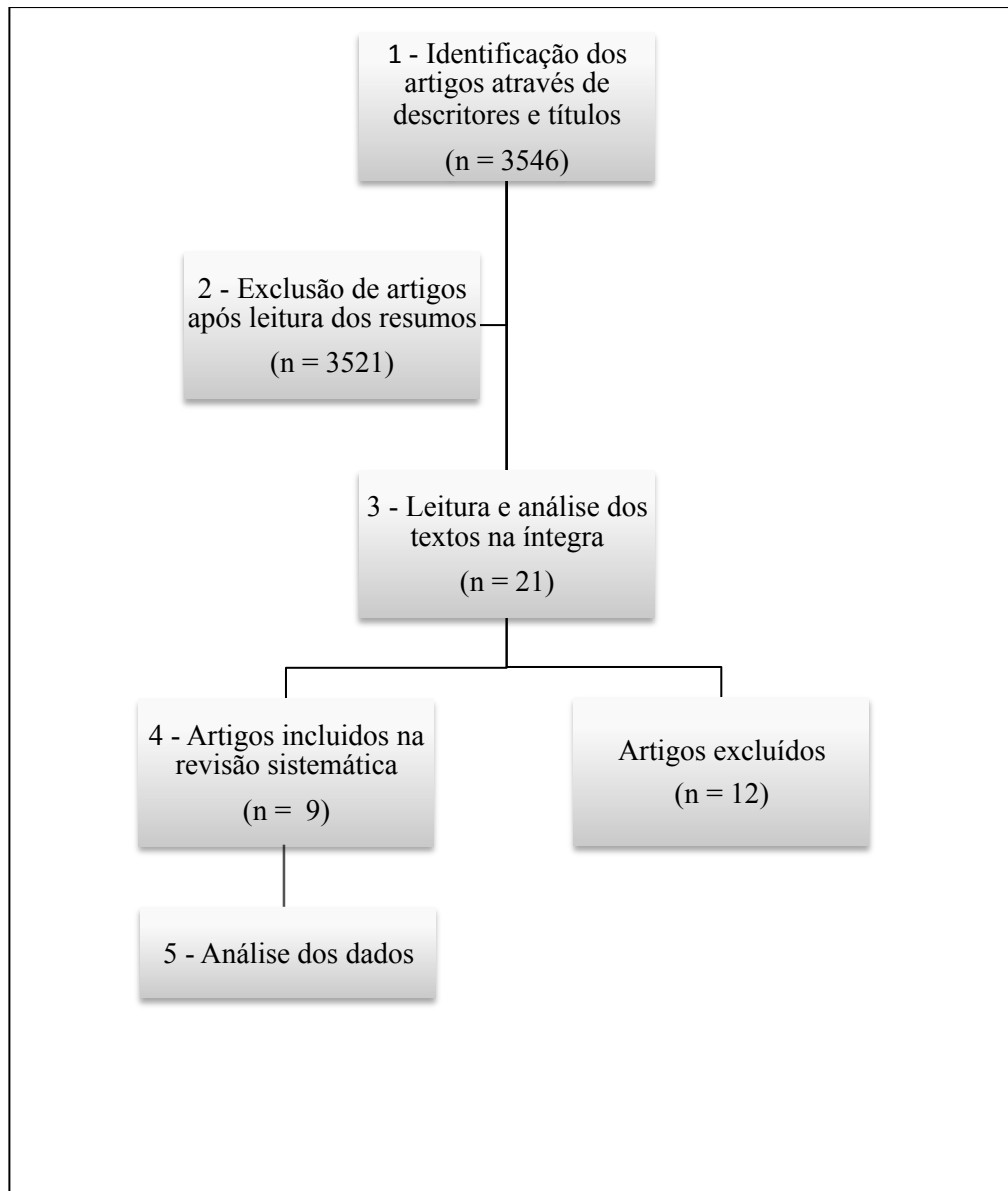 1 - Identificação dos
artigos através de
descritores e títulos
(n = 3546)
2 - Exclusão de artigos
após leitura dos resumos
(n = 3521)
3 - Leitura e análise dos
textos na íntegra
(n = 21)
4 - Artigos incluidos na
revisão sistemática
(n =  9)
Artigos excluídos
(n = 12)
5 - Análise dos dados